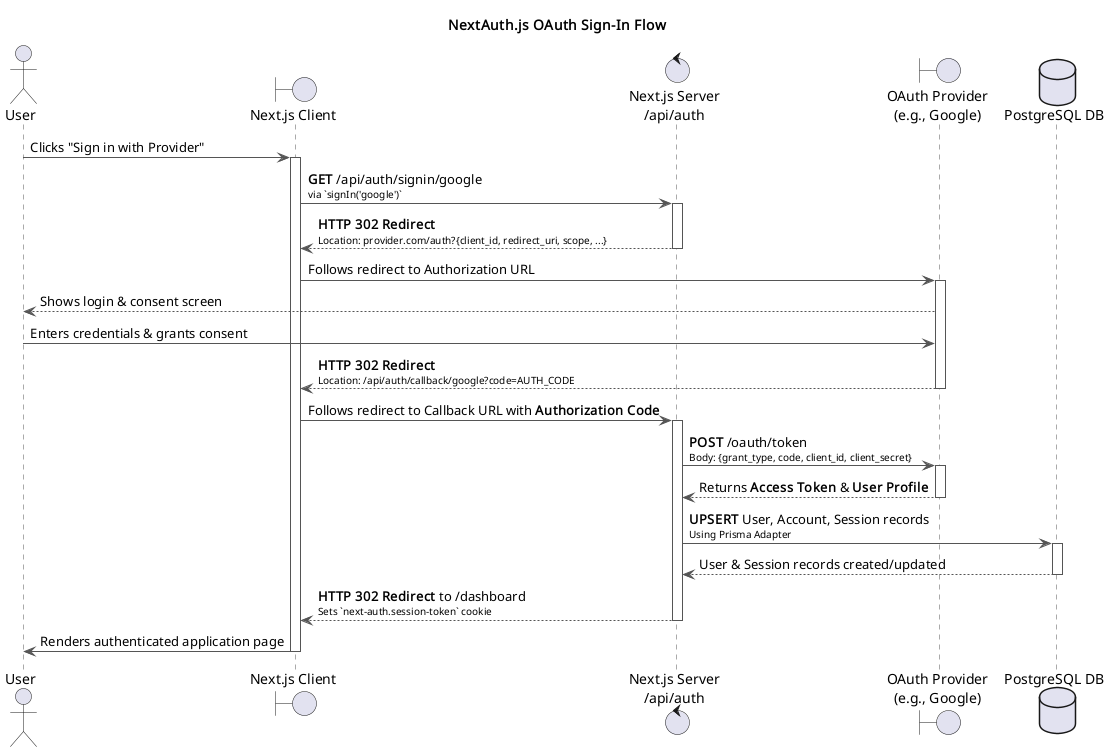 NextAuth.js OAuth Sign-In Flow
User
Next.js Client
Next.js Server
/api/auth
OAuth Provider
(e.g., Google)
PostgreSQL DB
Clicks "Sign in with Provider"
GET /api/auth/signin/google
via `signIn('google')`
HTTP 302 Redirect
Location: provider.com/auth?{client_id, redirect_uri, scope, ...}
Follows redirect to Authorization URL
Shows login & consent screen
Enters credentials & grants consent
HTTP 302 Redirect
Location: /api/auth/callback/google?code=AUTH_CODE
Follows redirect to Callback URL with Authorization Code
POST /oauth/token
Body: {grant_type, code, client_id, client_secret}
Returns Access Token & User Profile
UPSERT User, Account, Session records
Using Prisma Adapter
User & Session records created/updated
HTTP 302 Redirect to /dashboard
Sets `next-auth.session-token` cookie
Renders authenticated application page
User
Next.js Client
Next.js Server
/api/auth
OAuth Provider
(e.g., Google)
PostgreSQL DB